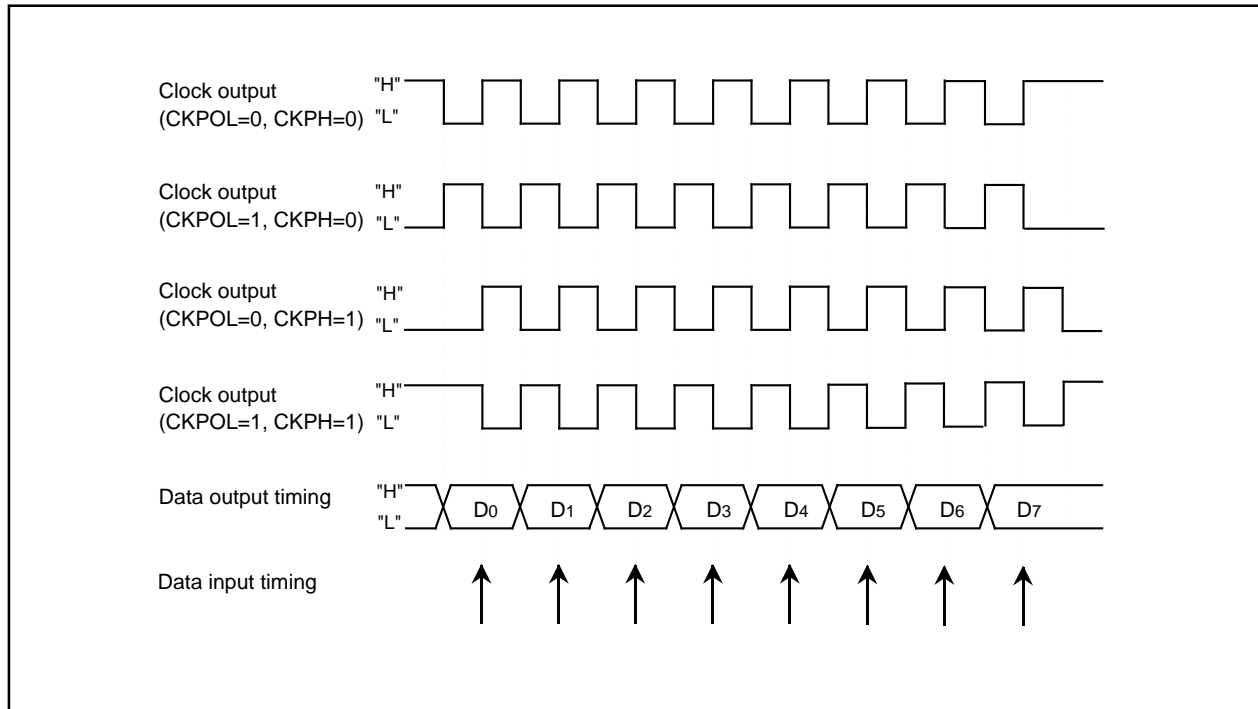 Clock output "H"
(CKPOL=0, CKPH=0) "L"
Clock output "H"
(CKPOL=1, CKPH=0) "L"
Clock output "H"
(CKPOL=0, CKPH=1) "L"
Clock output "H"
(CKPOL=1, CKPH=1) "L"
Data output timing "H"
"L" D0 D1 D2 D3 D4 D5 D6 D7
Data input timing